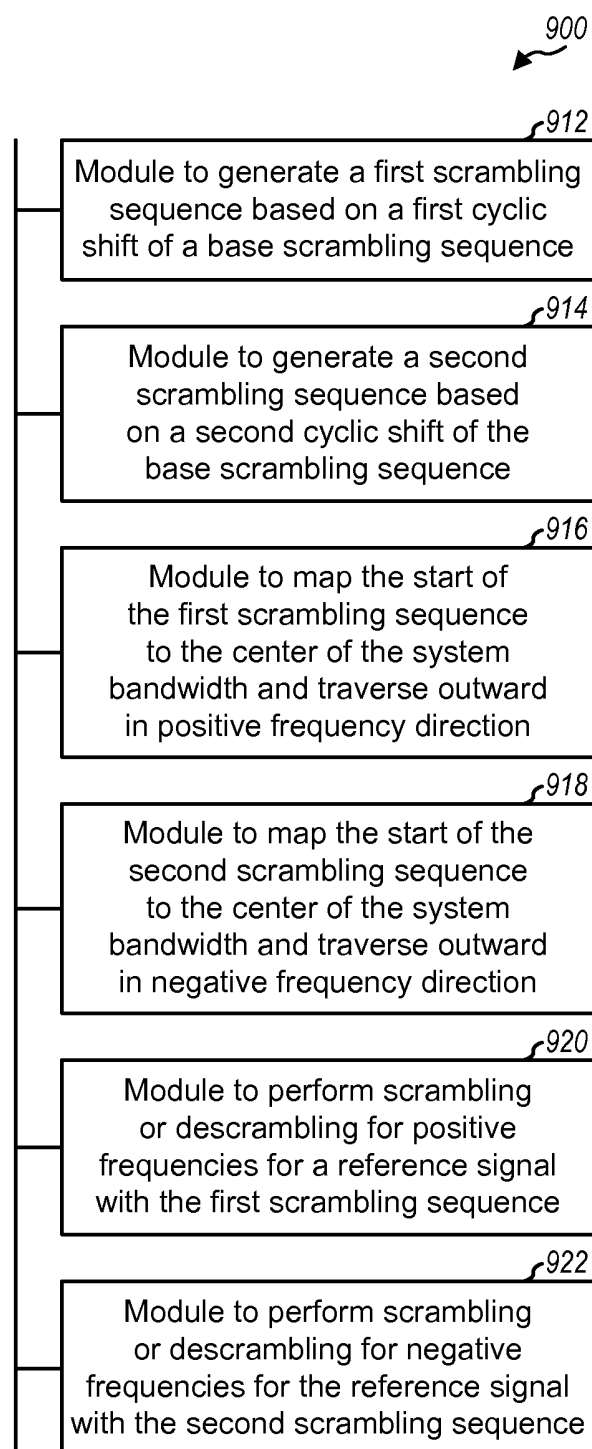 900
912
Module to generate a first scrambling
sequence based on a first cyclic
shift of a base scrambling sequence
914
Module to generate a second
scrambling sequence based
on a second cyclic shift of the
base scrambling sequence
916
Module to map the start of
the first scrambling sequence
to the center of the system
bandwidth and traverse outward
in positive frequency direction
918
Module to map the start of the
second scrambling sequence
to the center of the system
bandwidth and traverse outward
in negative frequency direction
920
Module to perform scrambling
or descrambling for positive
frequencies for a reference signal
with the first scrambling sequence
922
Module to perform scrambling
or descrambling for negative
frequencies for the reference signal
with the second scrambling sequence